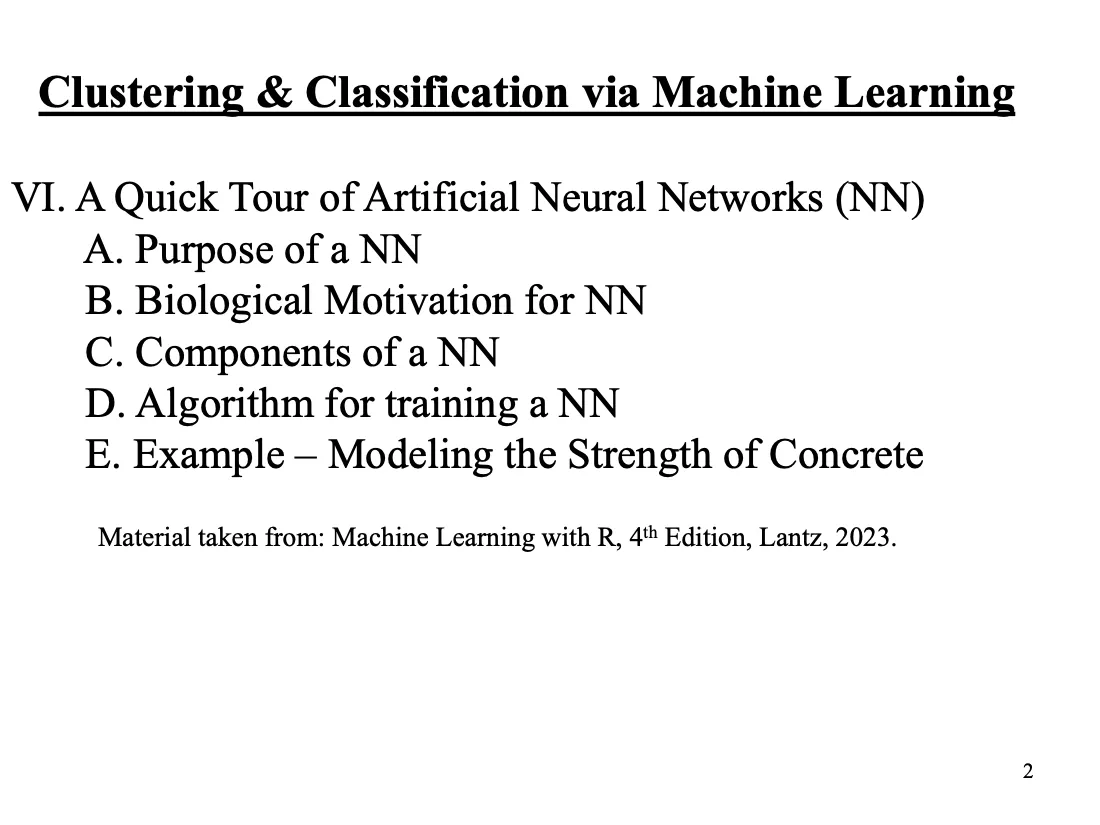 Clustering & Classification via Machine Learning
VI. A Quick Tour of Artificial Neural Networks (NN)
A. Purpose of a NN
B. Biological Motivation for NN
C. Components of a NN
D. Algorithm for training a NN
E. Example – Modeling the Strength of Concrete
Material taken from: Machine Learning with R, 4th Edition, Lantz, 2023.
2